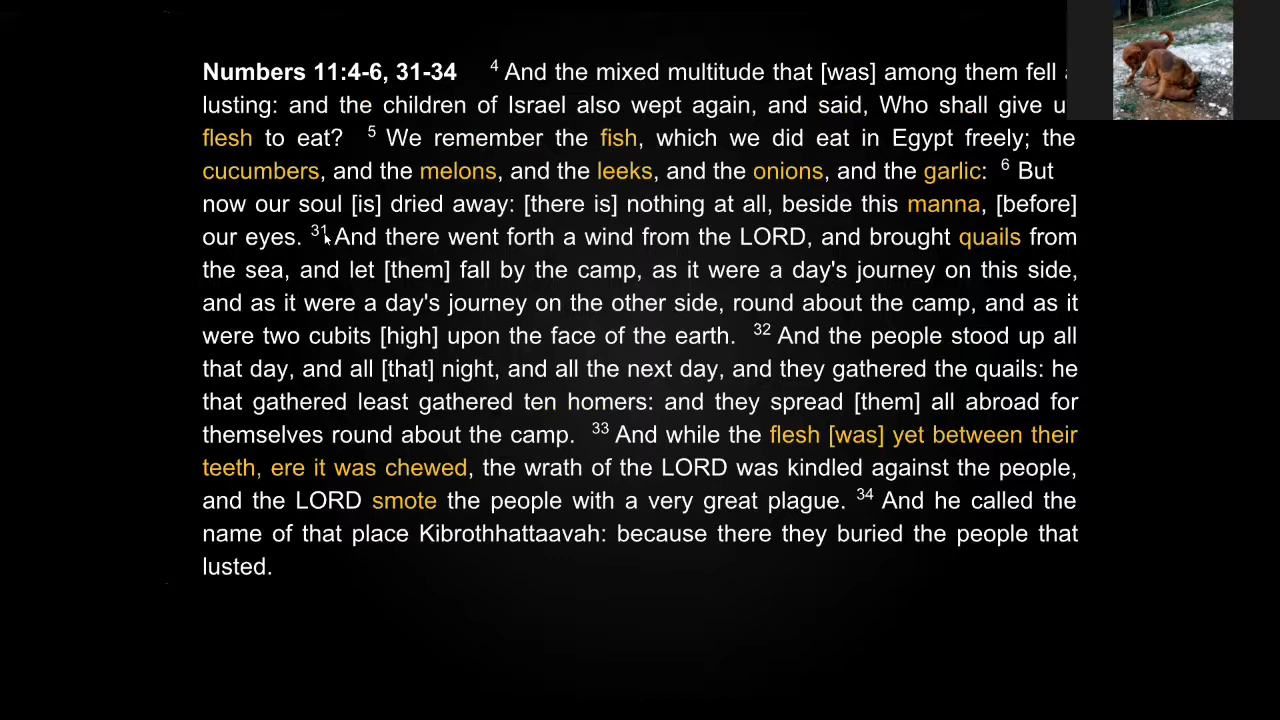 Numbers 11:4-6, 31-34 4 And the mixed multitude that [was] among them fell
lusting: and the children of Israel also wept again, and said, Who shall give u
flesh to eat? 5 We remember the fish, which we did eat in Egypt freely; the
cucumbers, and the melons, and the leeks, and the onions, and the garlic: 6 But
now our soul [is] dried away: [there is] nothing at all, beside this manna, [before]
our eyes. 31 And there went forth a wind from the LORD, and brought quails from
the sea, and let [them] fall by the camp, as it were a day's journey on this side,
and as it were a day's journey on the other side, round about the camp, and as it
were two cubits [high] upon the face of the earth. 32 And the people stood up all
that day, and all [that] night, and all the next day, and they gathered the quails: he
that gathered least gathered ten homers: and they spread [them] all abroad for
themselves round about the camp. 33 And while the flesh [was] yet between their
teeth, ere it was chewed, the wrath of the LORD was kindled against the people,
and the LORD smote the people with a very great plague. 34 And he called the
name of that place Kibrothhattaavah: because there they buried the people that
lusted.